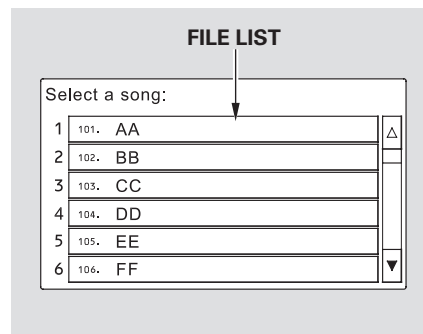 FILE LIST
Select a song:
1 101. AA
2 102. BB
3 103. CC
4 104. DD
5 105. EE
6 106. FF